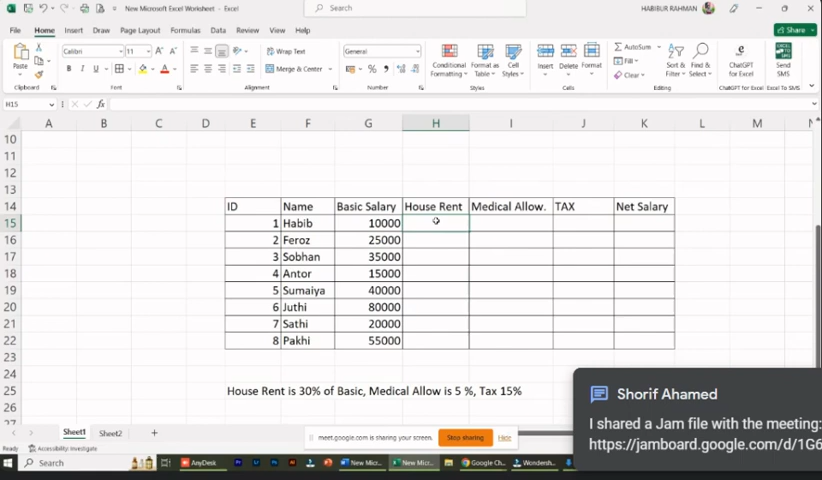 New Microsoft Excel Worksheet - Excel
Search
HABIBUR RAHMAN
File Home Insert Draw Page Layout Formulas Data Review View Help
Share
Paste
Calibri 11
B I U
Wrap Text
Merge & Center
General
Conditional Formatting
Format as Table
Cell Styles
Insert Delete Format
AutoSum
Fill
Clear
Sort & Filter
Find & Select
ChatGPT for Excel
Send SMS
Clipboard Font Alignment Number Styles Cells Editing ChatGPT for Excel Excel To SMS
H15 fx
A B C D E F G H I J K L M N
10
11
12
13
14 ID Name Basic Salary House Rent Medical Allow. TAX Net Salary
15 1 Habib 10000
16 2 Feroz 25000
17 3 Sobhan 35000
18 4 Antor 15000
19 5 Sumaiya 40000
20 6 Juthi 80000
21 7 Sathi 20000
22 8 Pakhi 55000
23
24
25 House Rent is 30% of Basic, Medical Allow is 5 %, Tax 15%
26
27
Shorif Ahamed
I shared a Jam file with the meeting:
https://jamboard.google.com/d/1G6
Sheet1 Sheet2
meet.google.com is sharing your screen. Stop sharing Hide
Ready Accessibility: Investigate
Search AnyDesk New Micr... New Micr... Google Ch... Wondersh...